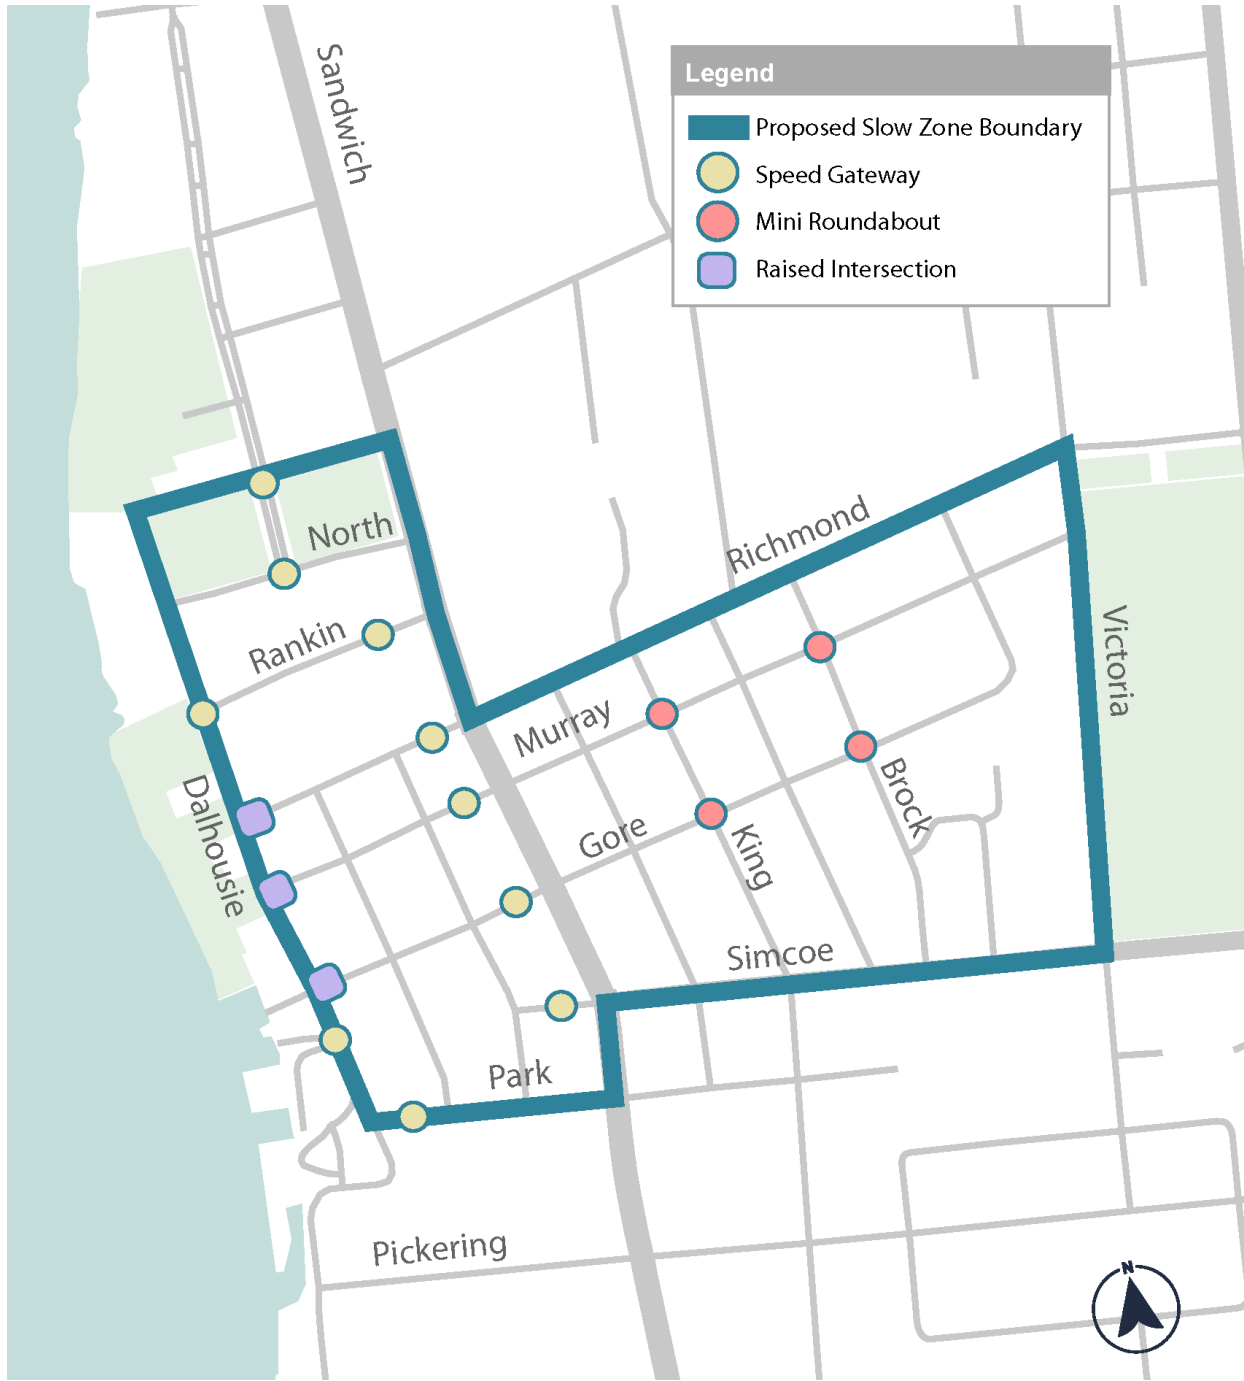 Sandwich
Legend
Proposed Slow Zone Boundary
Speed Gateway
Mini Roundabout
Raised Intersection
North
Richmond
Rankin
Victoria
Murray
Dalhousie
Brock
Gore
King
Simcoe
Park
Pickering
N